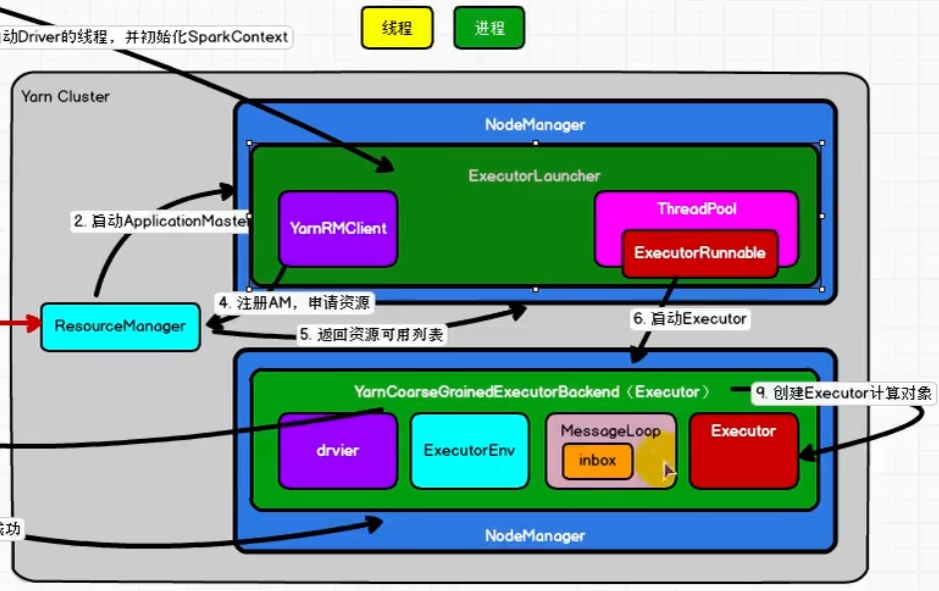 线程
进程
动Driver的线程，并初始化SparkContext
Yarn Cluster
NodeManager
ExecutorLauncher
YarnRMClient
ThreadPool
ExecutorRunnable
2. 启动ApplicationMaster
4. 注册AM，申请资源
ResourceManager
5. 返回资源可用列表
6. 启动Executor
YarnCoarseGrainedExecutorBackend（Executor）
9. 创建Executor计算对象
drvier
ExecutorEnv
MessageLoop
inbox
Executor
功
NodeManager